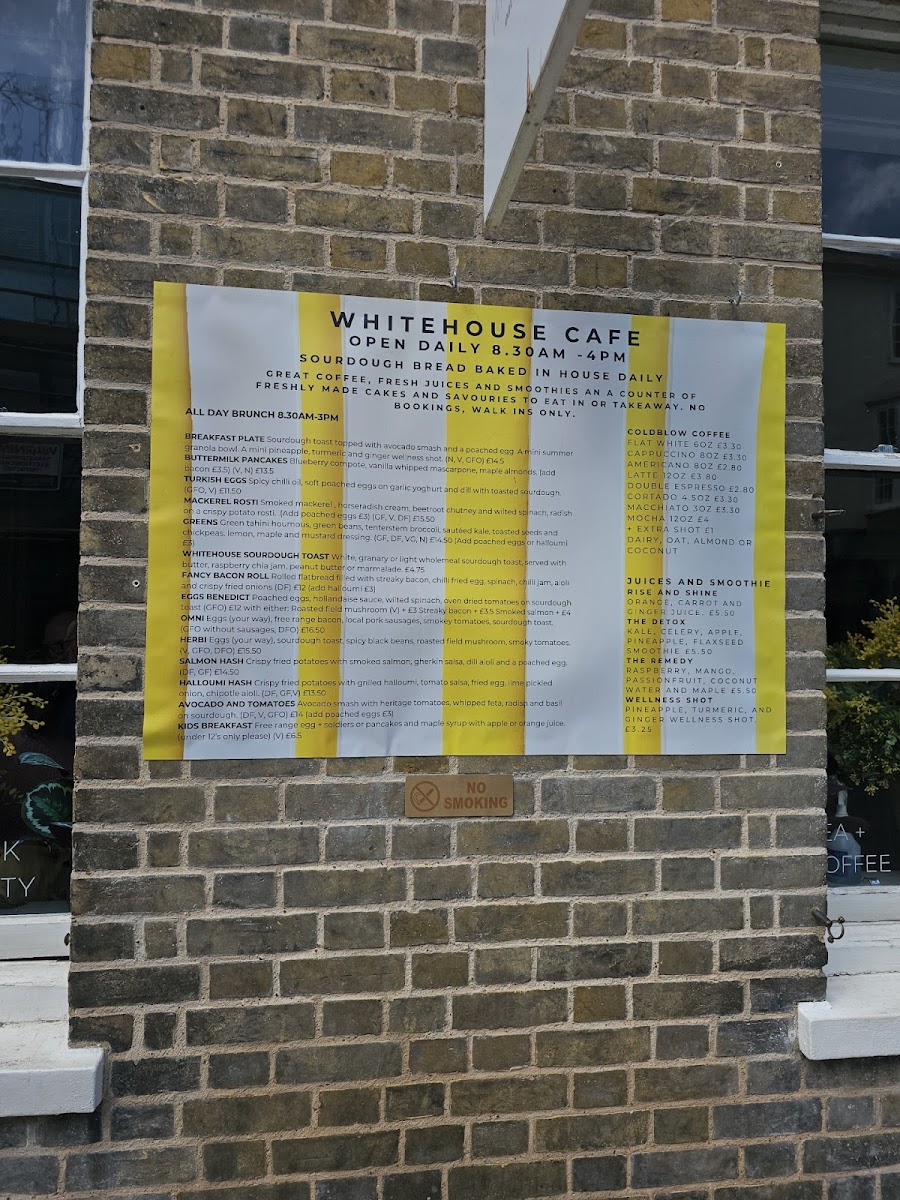 WHITEHOUSE CAFE
OPEN DAILY 8.30AM -4PM
SOURDOUGH BREAD BAKED IN HOUSE DAILY
GREAT COFFEE, FRESH JUICES AND SMOOTHIES AN A COUNTER OF
FRESHLY MADE CAKES AND SAVOURIES TO EAT IN OR TAKEAWAY. NO
BOOKINGS, WALK INS ONLY.
ALL DAY BRUNCH 8.30AM-3PM
BREAKFAST PLATE Sourdough toast topped with avocado smash and a poached egg. A mini summer
granola bowl. A mini pineapple, turmeric and ginger wellness shot. (N, V, GFO) £14.5
BUTTERMILK PANCAKES Blueberry compote, vanilla whipped mascarpone, maple almonds. (add
bacon £3.5) (V, N) £13.5
TURKISH EGGS Spicy chilli oil, soft poached eggs on garlic yoghurt and dill with toasted sourdough.
(GFO, V) £11.50
MACKEREL ROSTI Smoked mackerel, horseradish cream, beetroot chutney and wilted spinach, radish
on a crispy potato rosti. (Add poached eggs £3) (GF, V, DF) £15.50
GREENS Green tahini houmous, green beans, tenterstem broccoli, sautéed kale, toasted seeds and
chickpeas, lemon, maple and mustard dressing. (GF, DF, VG, N) £14.50 (Add poached eggs or halloumi
£3)
WHITEHOUSE SOURDOUGH TOAST White, granary or light wholemeal sourdough toast, served with
butter, raspberry chia jam, peanut butter or marmalade. £4.75
FANCY BACON ROLL Rolled flatbread filled with streaky bacon, chilli fried egg, spinach, chilli jam, aioli
and crispy fried onions (DF) £12 (add halloumi £3)
EGGS BENEDICT Poached eggs, hollandaise sauce, wilted spinach, oven dried tomatoes on sourdough
toast (GFO) £12 with either: Roasted field mushroom (V) + £3 Streaky bacon + £3.5 Smoked salmon + £4
OMNI Eggs (your way), free range bacon, local pork sausages, smokey tomatoes, sourdough toast.
(GFO without sausages, DFO) £16.50
HERBI Eggs (your way), sourdough toast, spicy black beans, roasted field mushroom, smoky tomatoes.
(V, GFO, DFO) £15.50
SALMON HASH Crispy fried potatoes with smoked salmon, gherkin salsa, dill aioli and a poached egg.
(DF, GF) £14.50
HALLOUMI HASH Crispy fried potatoes with grilled halloumi, tomato salsa, fried egg, lime pickled
onion, chipotle aioli. (DF, GF,V) £13.50
AVOCADO AND TOMATOES Avocado smash with heritage tomatoes, whipped feta, radish and basil
on sourdough. (DF, V, GFO) £14 (add poached eggs £3)
KIDS BREAKFAST Free range egg + soldiers or pancakes and maple syrup with apple or orange juice.
(under 12's only please) (V) £6.5
COLDBLOW COFFEE
FLAT WHITE 6OZ £3.30
CAPPUCCINO 8OZ £3.30
AMERICANO 8OZ £2.80
LATTE 12OZ £3.80
DOUBLE ESPRESSO £2.80
CORTADO 4.5OZ £3.30
MACCHIATO 3OZ £3.30
MOCHA 12OZ £4
+ EXTRA SHOT £1
DAIRY, OAT, ALMOND OR
COCONUT
JUICES AND SMOOTHIE
RISE AND SHINE
ORANGE, CARROT AND
GINGER JUICE. £5.50
THE DETOX
KALE, CELERY, APPLE,
PINEAPPLE, FLAXSEED
SMOOTHIE £5.50
THE REMEDY
RASPBERRY, MANGO,
PASSIONFRUIT, COCONUT
WATER AND MAPLE £5.50
WELLNESS SHOT
PINEAPPLE, TURMERIC, AND
GINGER WELLNESS SHOT.
£3.25
NO
SMOKING
K
TY
EA +
OFFEE